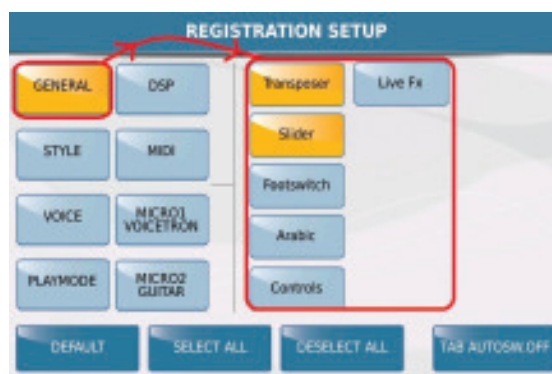 REGISTRATION SETUP
GENERAL
DSP
Transposer
Live Fx
STYLE
MIDI
Slider
Footswitch
VOICE
MICRO1
VOICETRON
Arabic
PLAYMODE
MICRO2
GUITAR
Controls
DEFAULT
SELECT ALL
DESELECT ALL
TAB AUTOSW.OFF